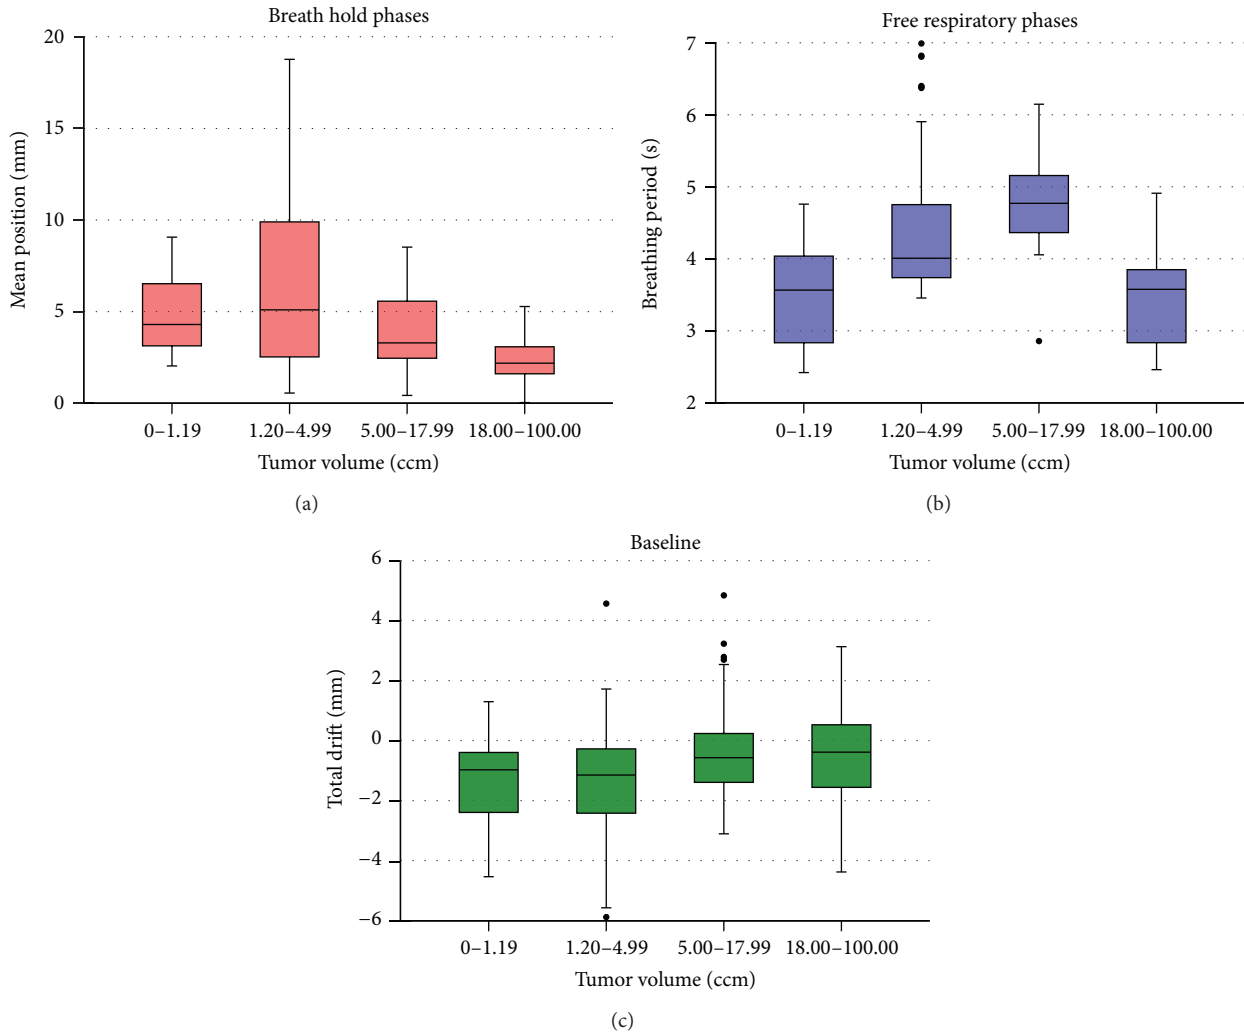 Breath hold phases
Mean position (mm)
20
15
10
5
0
0–1.19 1.20–4.99 5.00–17.99 18.00–100.00
Tumor volume (ccm)
(a)
Free respiratory phases
Breathing period (s)
7
6
5
4
3
2
0–1.19 1.20–4.99 5.00–17.99 18.00–100.00
Tumor volume (ccm)
(b)
Baseline
Total drift (mm)
6
4
2
0
−2
−4
−6
0–1.19 1.20–4.99 5.00–17.99 18.00–100.00
Tumor volume (ccm)
(c)